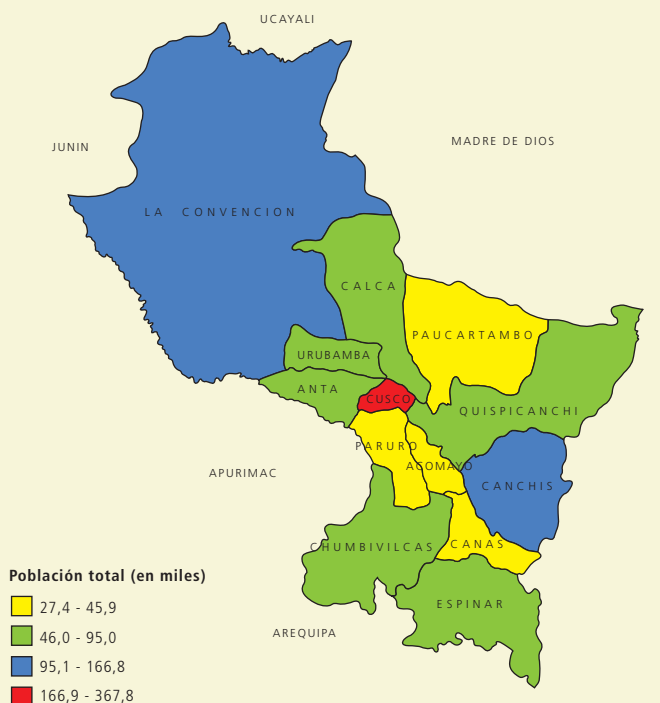 UCAYALI
MADRE DE DIOS
JUNIN
LA CONVENCION
CALCA
PAUCARTAMBO
URUBAMBA
ANTA
CUSCO
QUISPICANCHI
PARURO
ACOMAYO
APURIMAC
CANCHIS
CANAS
CHUMBIVILCAS
Población total (en miles)
27,4 - 45,9
46,0 - 95,0
95,1 - 166,8
166,9 - 367,8
ESPINAR
AREQUIPA